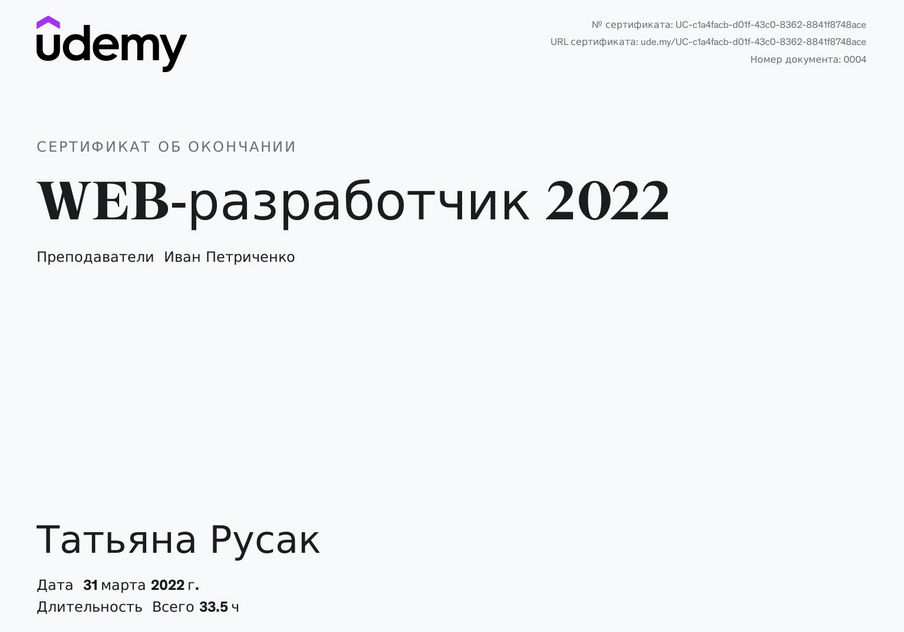 udemy
№ сертификата: UC-c1a4facb-d01f-43c0-8362-8841f8748ace
URL сертификата: ude.my/UC-c1a4facb-d01f-43c0-8362-8841f8748ace
Номер документа: 0004
СЕРТИФИКАТ ОБ ОКОНЧАНИИ
WEB-разработчик 2022
Преподаватели Иван Петриченко
Татьяна Русак
Дата 31 марта 2022 г.
Длительность Всего 33.5 ч